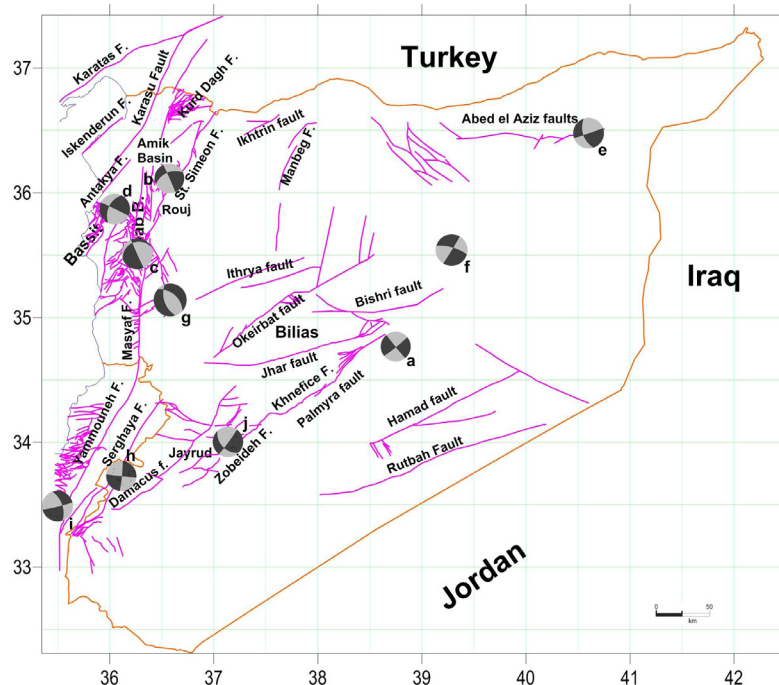 Turkey
Karatas F.
Karasu Fault
Kurd Dagh F.
37
Iskenderun F.
Ikhtrin fault
Abed el Aziz faults
Manbeg F.
e
Amik
Basin
b
St. Simeon F.
Antakya F.
36
d
Rouj
Bassit
c
Ithrya fault
f
Iraq
g
Bishri fault
Okeirbat fault
35
Masyaf F.
Bilias
a
Jhar fault
Khnefice F.
Palmyra fault
Yammouneh F.
Serghaya F.
Hamad fault
34
j
Jayrud
Zobeideh F.
Rutbah Fault
h
Damacus f.
i
33
Jordan
0
50
km
36
37
38
39
40
41
42